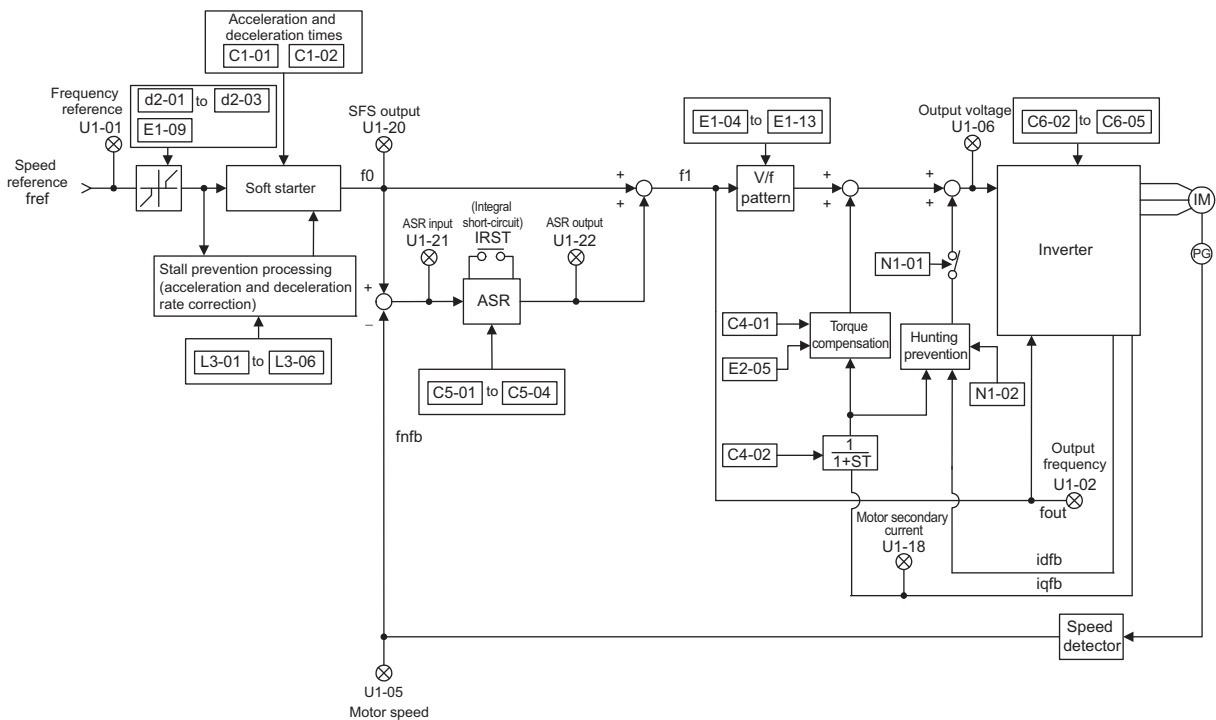 Acceleration and
deceleration times
C1-01 C1-02
Frequency
reference
U1-01
d2-01 to d2-03
E1-09
SFS output
U1-20
E1-04 to E1-13
Output voltage
U1-06
C6-02 to C6-05
Speed
reference
fref
Soft starter
f0
+
+
f1
V/f
pattern
+
+
+
+
IM
PG
Inverter
ASR input
U1-21
(Integral
short-circuit)
IRST
ASR output
U1-22
Stall prevention processing
(acceleration and deceleration
rate correction)
+
−
ASR
N1-01
C4-01
Torque
compensation
Hunting
prevention
E2-05
L3-01 to L3-06
C5-01 to C5-04
N1-02
fnfb
C4-02
1
1+ST
Output
frequency
U1-02
fout
Motor secondary
current
U1-18
idfb
iqfb
Speed
detector
U1-05
Motor speed